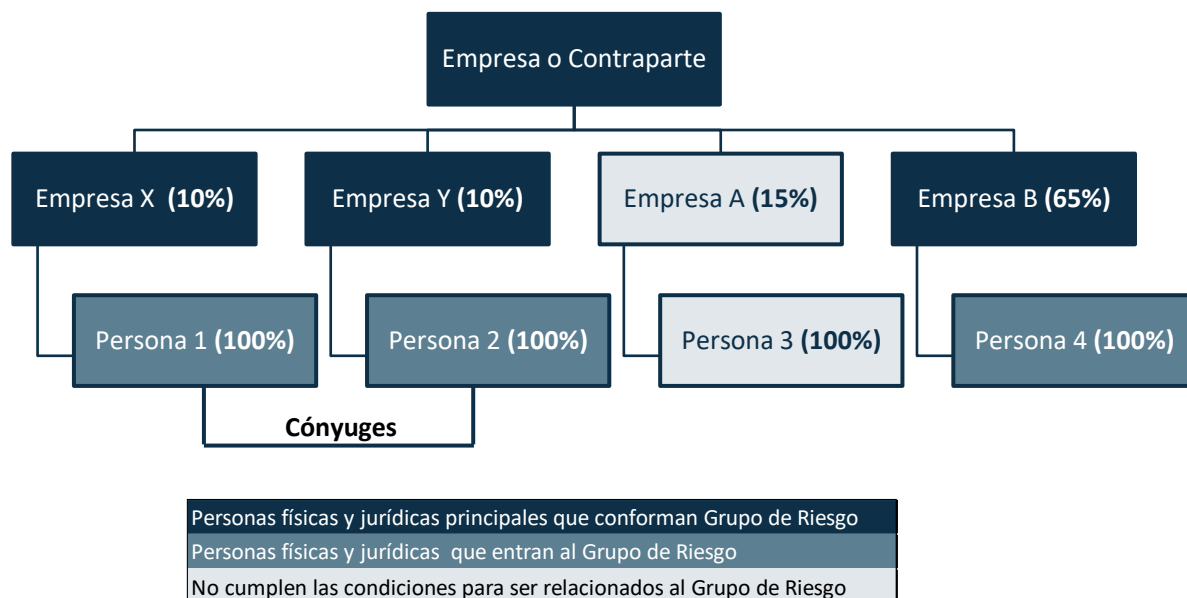 Empresa o Contraparte
Empresa X (10%)
Empresa Y (10%)
Empresa A (15%)
Empresa B (65%)
Persona 1 (100%)
Persona 2 (100%)
Persona 3 (100%)
Persona 4 (100%)
Cónyuges
Personas físicas y jurídicas principales que conforman Grupo de Riesgo
Personas físicas y jurídicas que entran al Grupo de Riesgo
No cumplen las condiciones para ser relacionados al Grupo de Riesgo